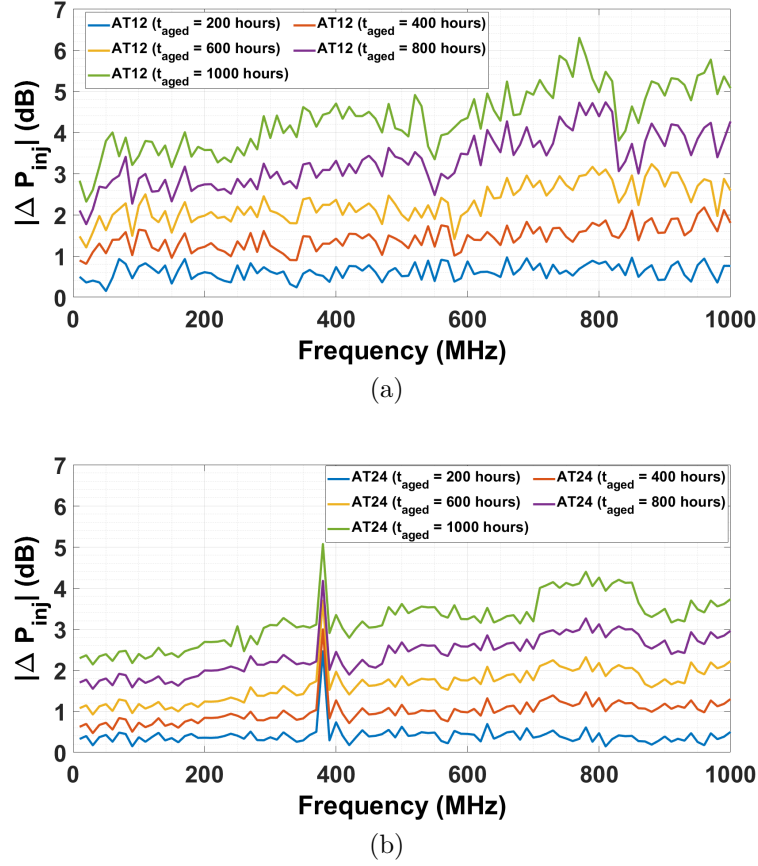 AT12 (t_aged = 200 hours) AT12 (t_aged = 400 hours)
AT12 (t_aged = 600 hours) AT12 (t_aged = 800 hours)
AT12 (t_aged = 1000 hours)
7
6
5
4
3
2
1
0
|Δ P_inj| (dB)
0 200 400 600 800 1000
Frequency (MHz)
(a)
AT24 (t_aged = 200 hours) AT24 (t_aged = 400 hours)
AT24 (t_aged = 600 hours) AT24 (t_aged = 800 hours)
AT24 (t_aged = 1000 hours)
7
6
5
4
3
2
1
0
|Δ P_inj| (dB)
0 200 400 600 800 1000
Frequency (MHz)
(b)